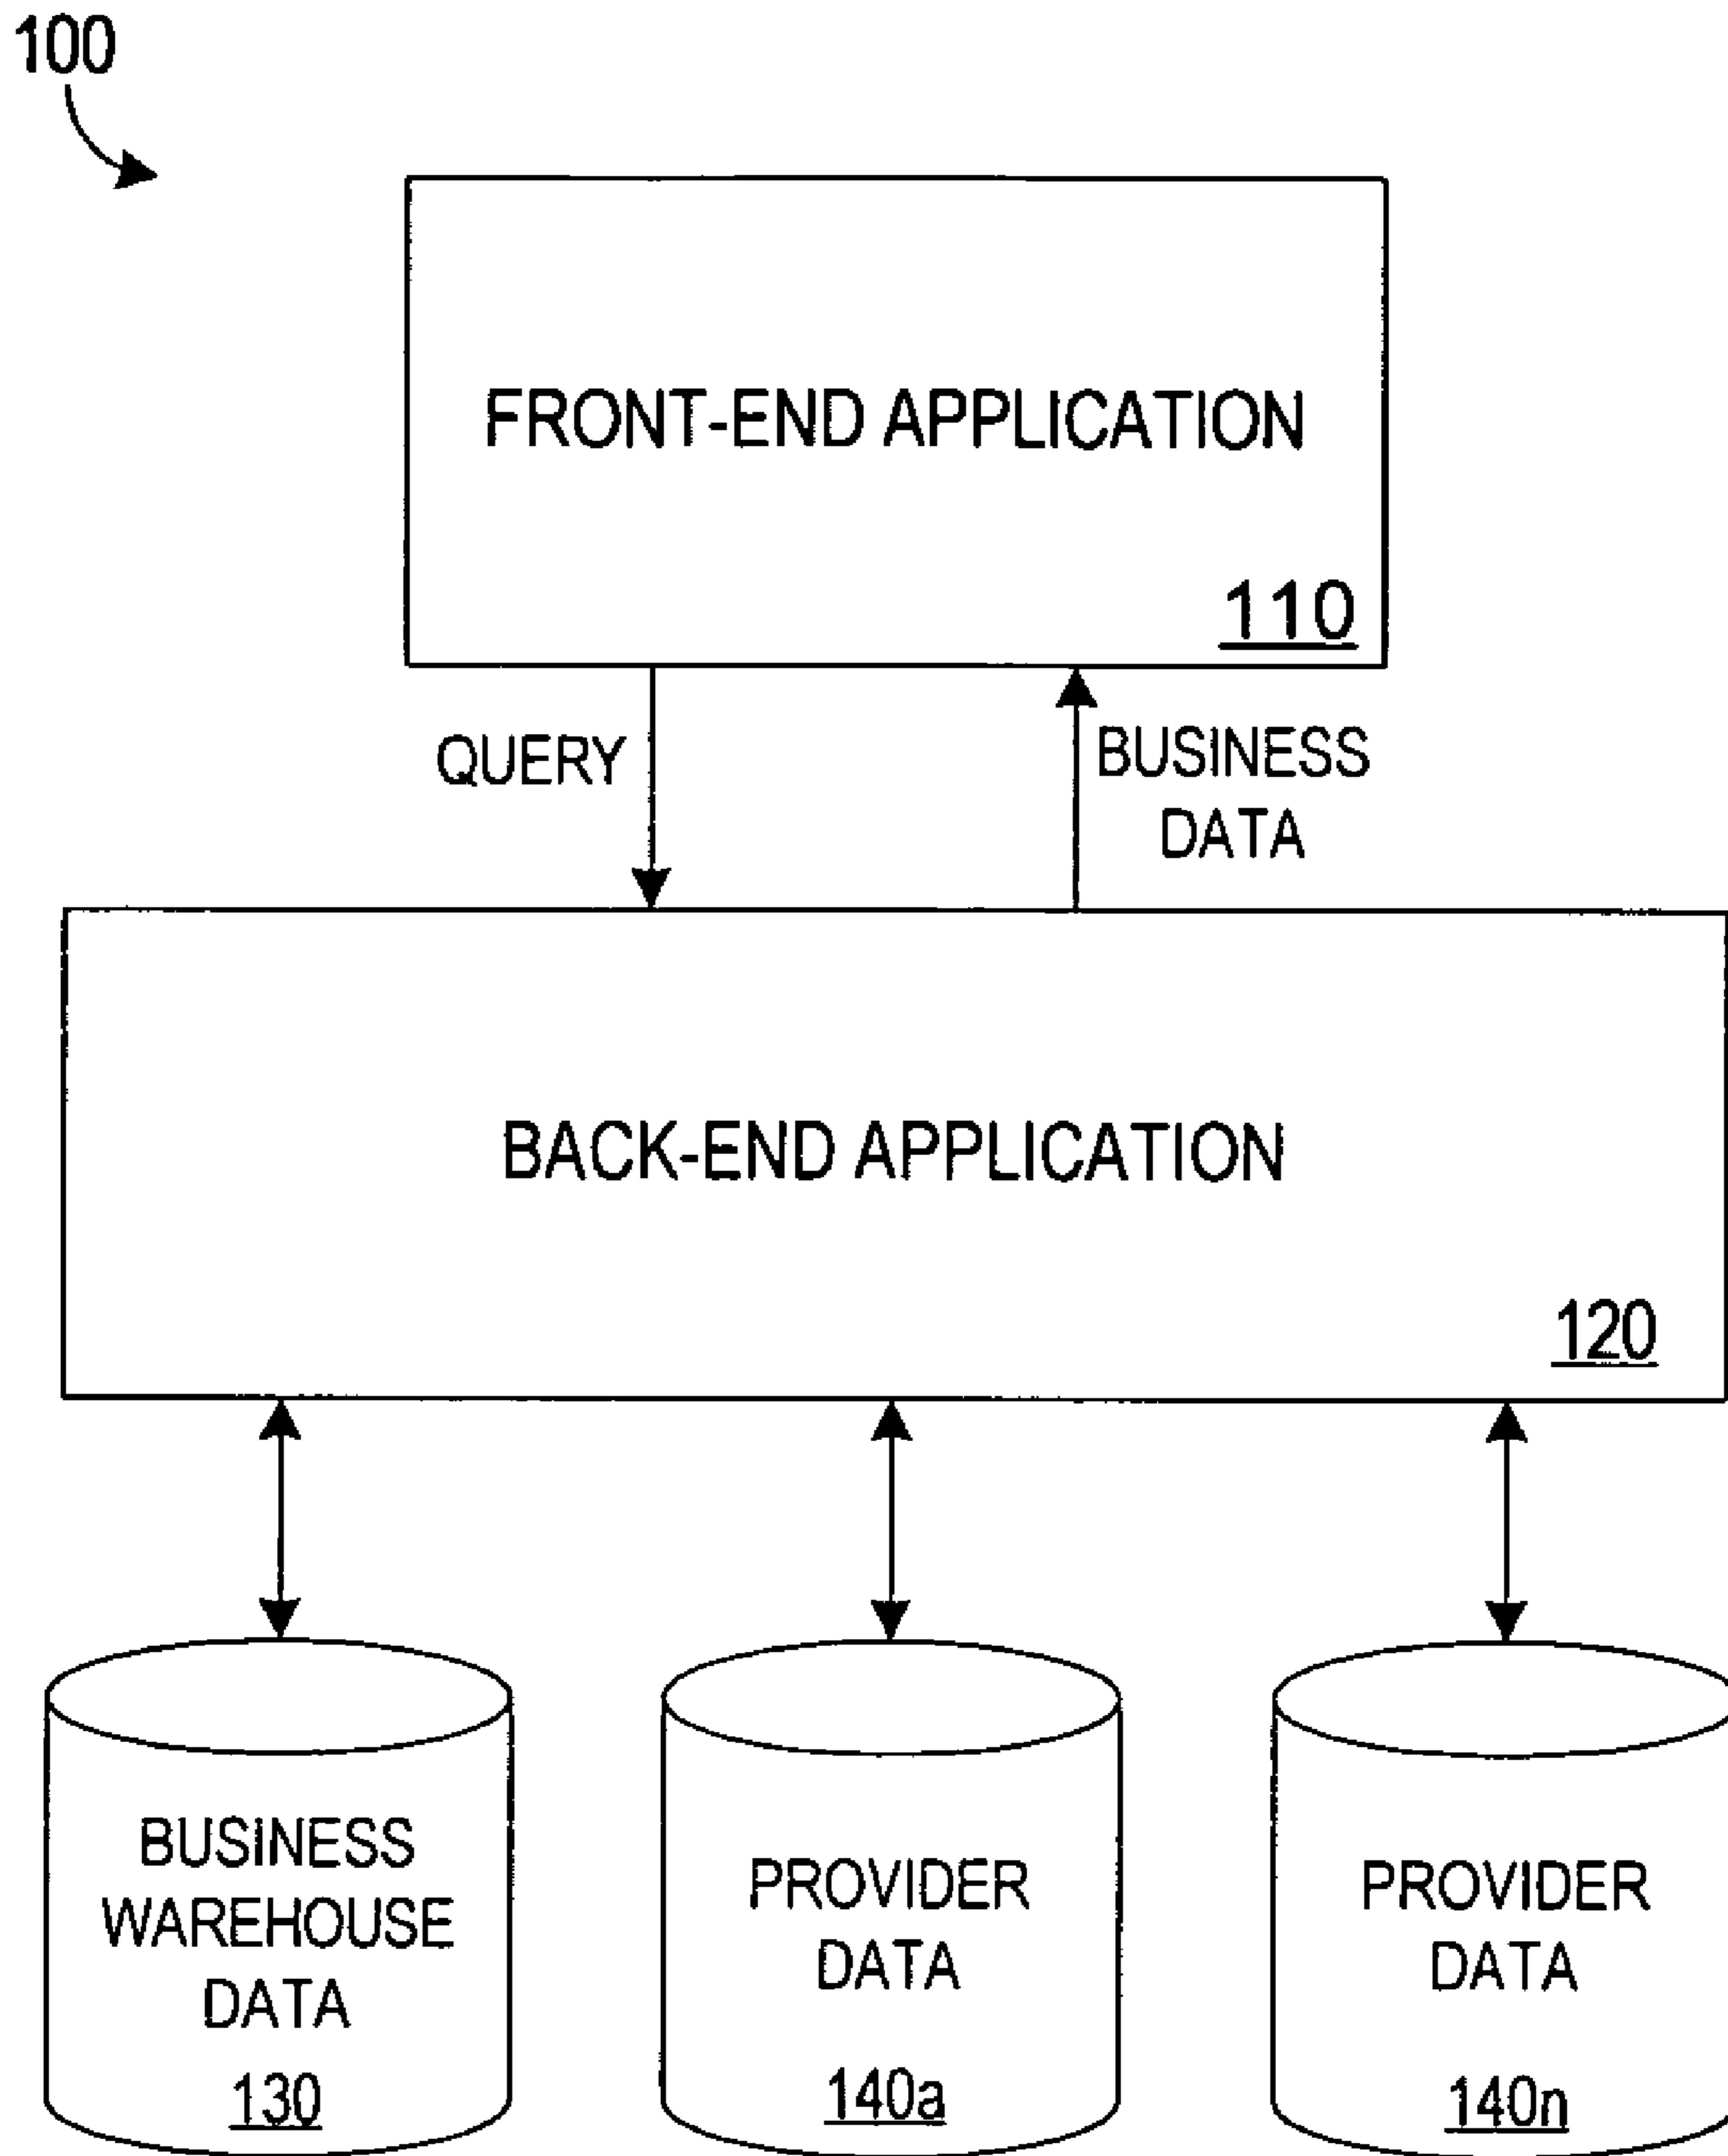 100
FRONT-END APPLICATION
110
QUERY
BUSINESS
DATA
BACK-END APPLICATION
120
BUSINESS
WAREHOUSE
DATA
130
PROVIDER
DATA
140a
PROVIDER
DATA
140n